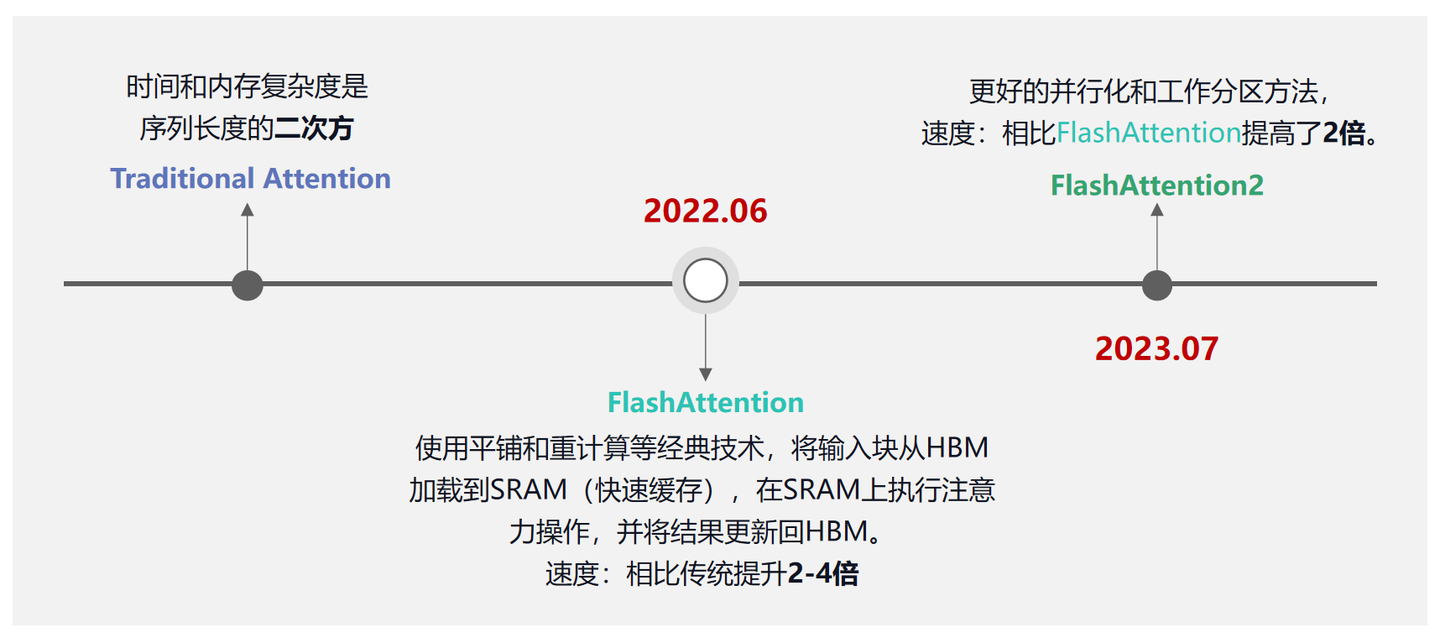 时间和内存复杂度是
序列长度的二次方
Traditional Attention
2022.06
FlashAttention
使用平铺和重计算等经典技术，将输入块从HBM
加载到SRAM（快速缓存），在SRAM上执行注意
力操作，并将结果更新回HBM。
速度：相比传统提升2-4倍
更好的并行化和工作分区方法，
速度：相比FlashAttention提高了2倍。
FlashAttention2
2023.07